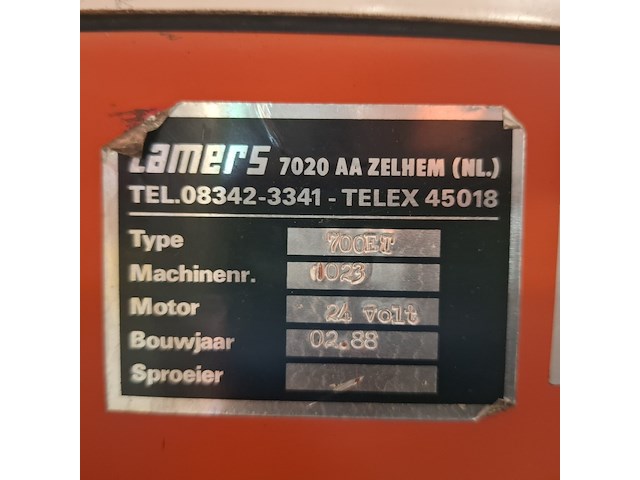 Lamers 7020 AA ZELHEM (NL.)
TEL.08342-3341 - TELEX 45018
Type 700ET
Machinenr. 1023
Motor 24 Volt
Bouwjaar 02.88
Sproeier